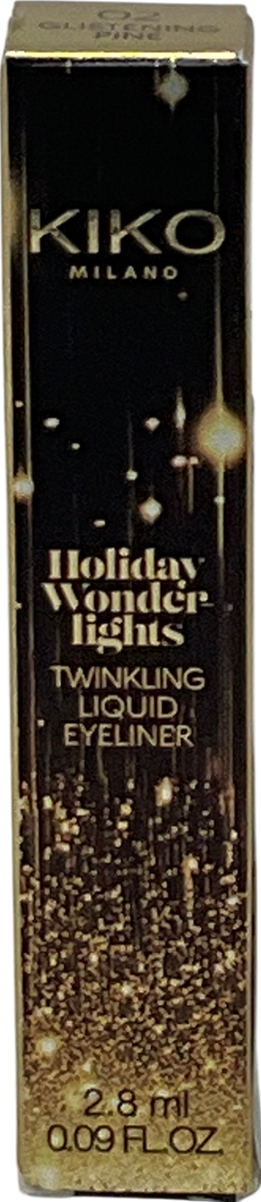 02
GLISTENING
PINE
KIKO
MILANO
Holiday
Wonder-
lights
TWINKLING
LIQUID
EYELINER
2.8 ml
0.09 FL.OZ.